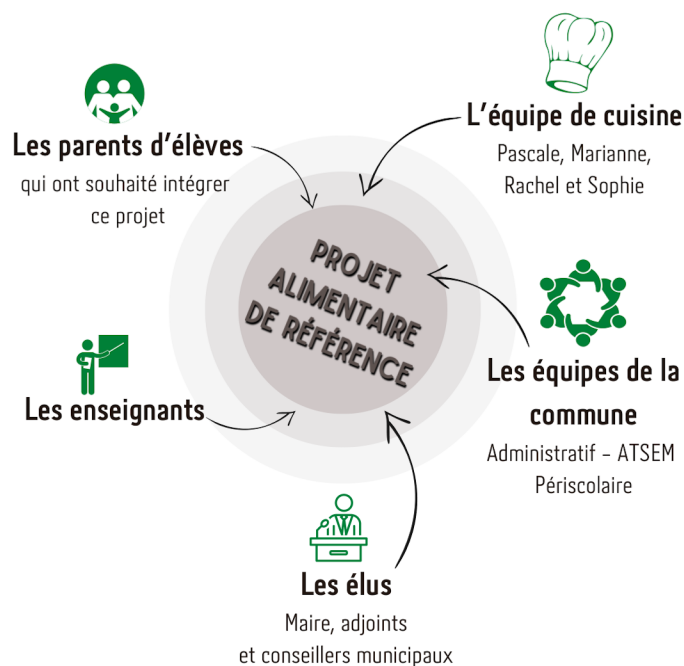 Les parents d'élèves
qui ont souhaité intégrer
ce projet
L'équipe de cuisine
Pascale, Marianne,
Rachel et Sophie
PROJET
ALIMENTAIRE
DE RÉFÉRENCE
Les équipes de la
commune
Administratif - ATSEM
Périscolaire
Les enseignants
Les élus
Maire, adjoints
et conseillers municipaux